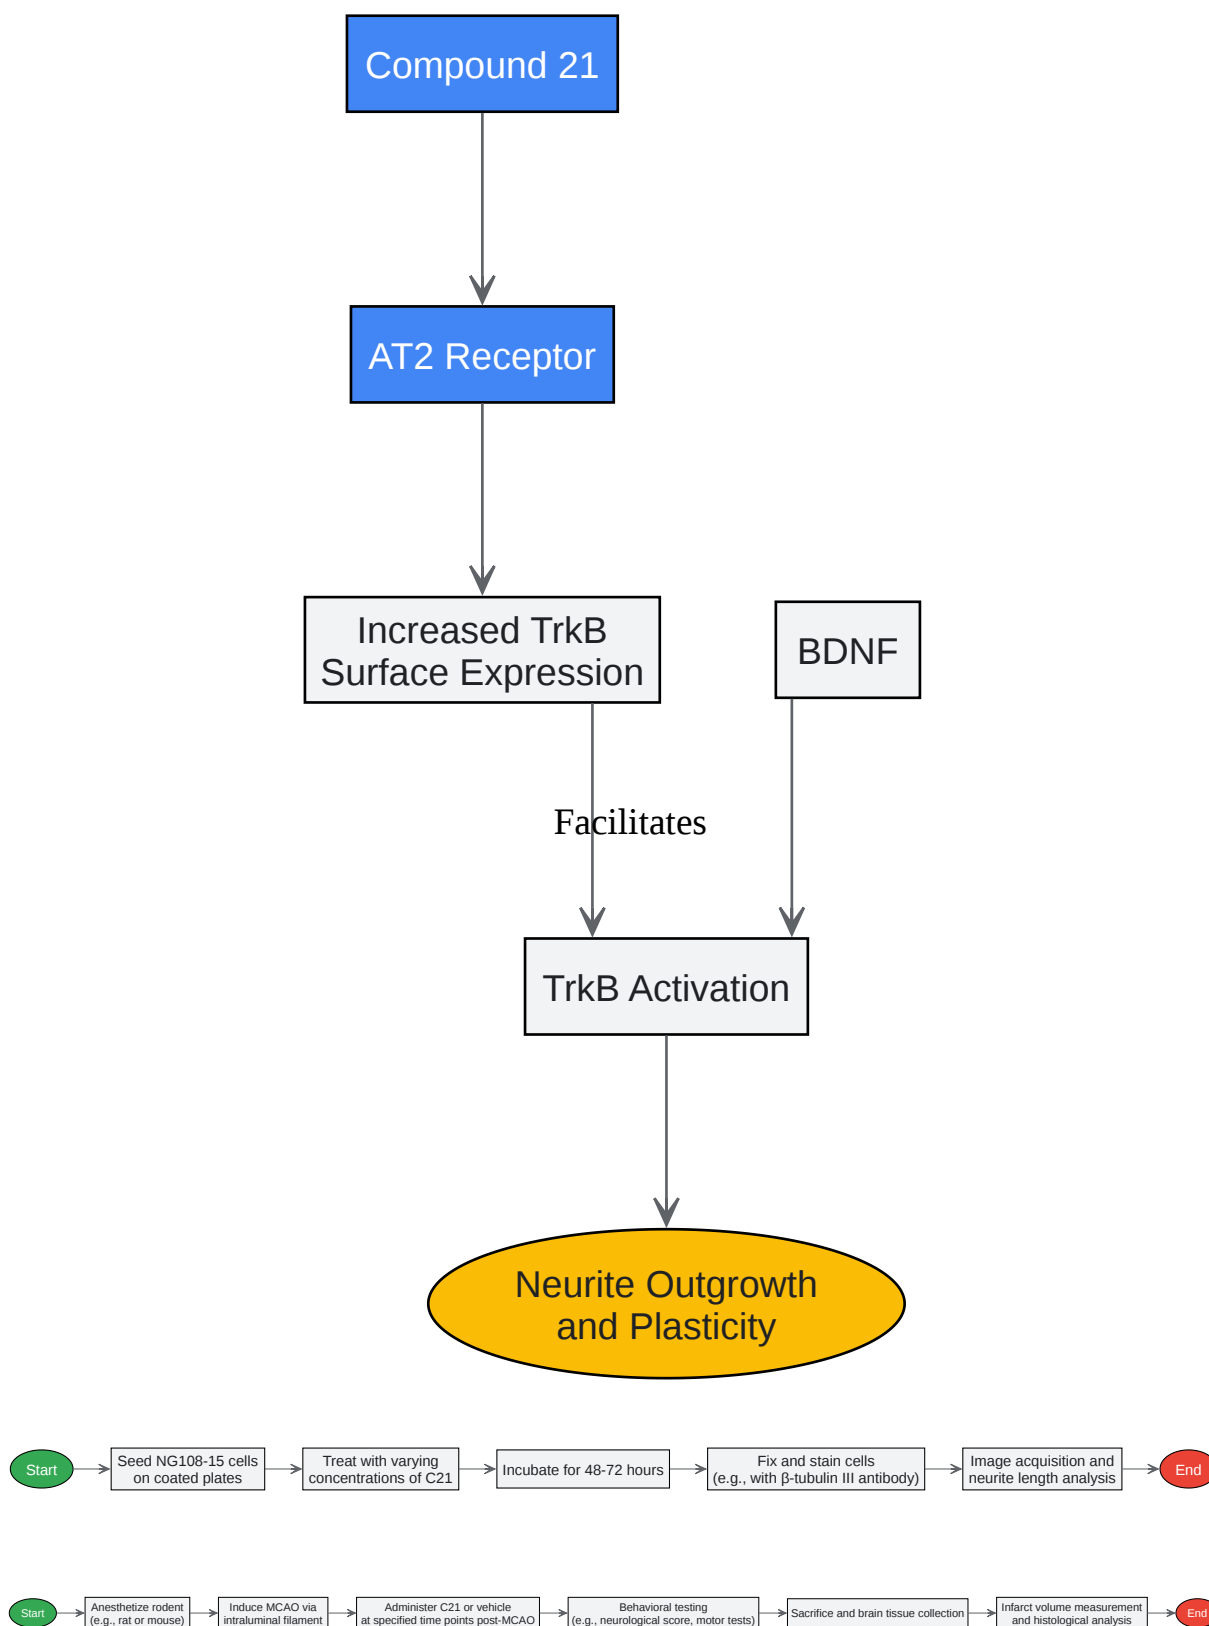 Compound 21
AT2 Receptor
Increased TrkB
Surface Expression
BDNF
Facilitates
TrkB Activation
Neurite Outgrowth
and Plasticity
Start
Seed NG108-15 cells
on coated plates
Treat with varying
concentrations of C21
Incubate for 48-72 hours
Fix and stain cells
(e.g., with β-tubulin III antibody)
Image acquisition and
neurite length analysis
End
Start
Anesthetize rodent
(e.g., rat or mouse)
Induce MCAO via
intraluminal filament
Administer C21 or vehicle
at specified time points post-MCAO
Behavioral testing
(e.g., neurological score, motor tests)
Sacrifice and brain tissue collection
Infarct volume measurement
and histological analysis
End